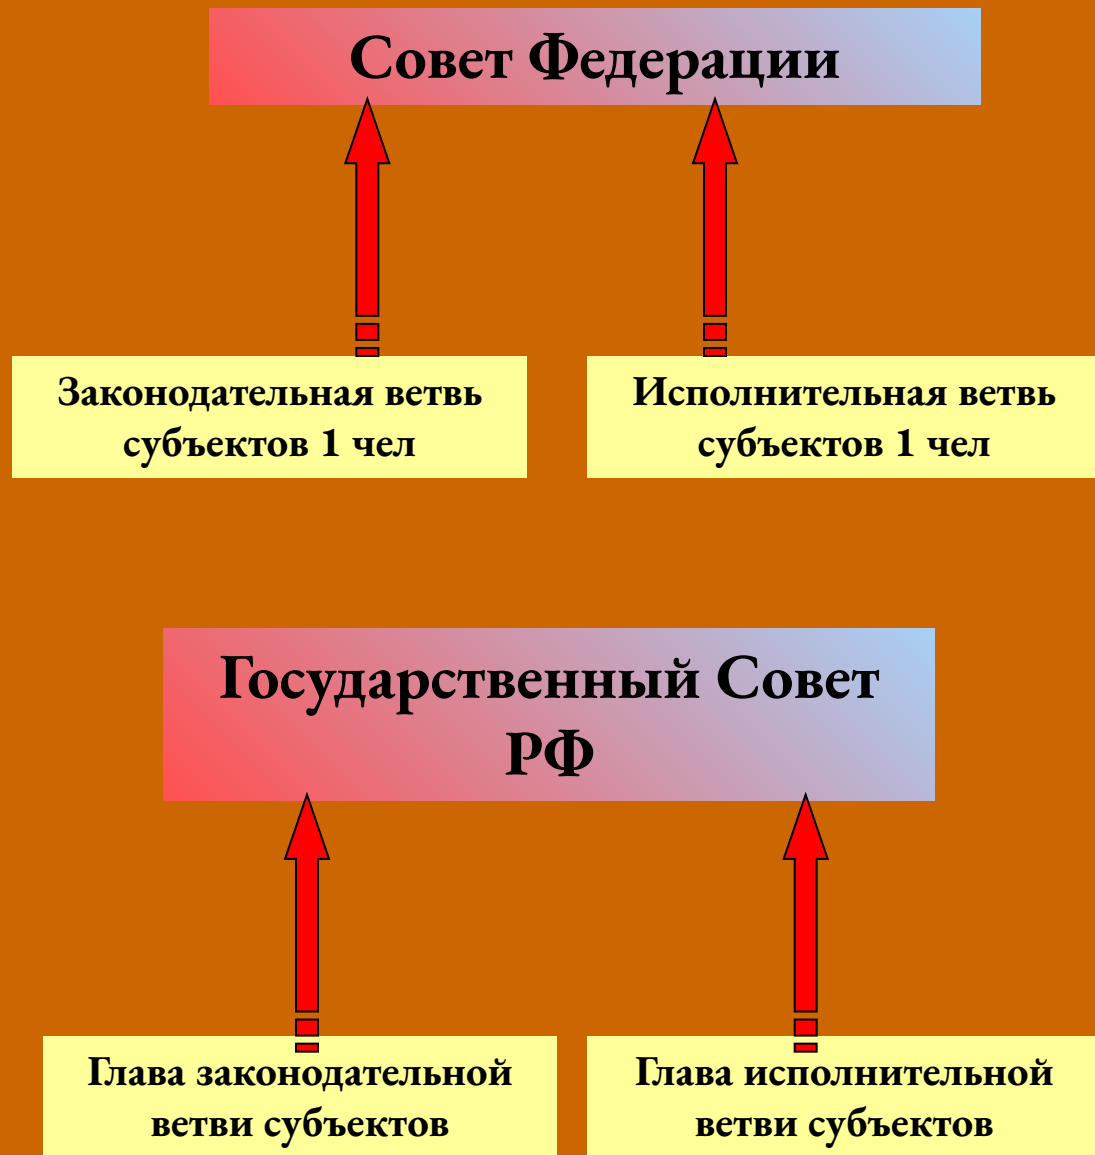 Совет Федерации
Законодательная ветвь
субъектов 1 чел
Исполнительная ветвь
субъектов 1 чел
Государственный Совет
РФ
Глава законодательной
ветви субъектов
Глава исполнительной
ветви субъектов